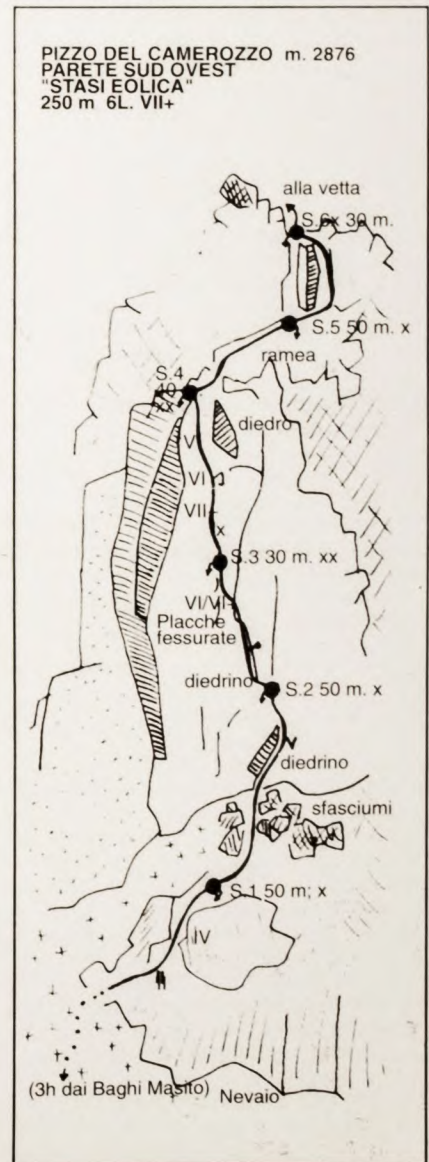 PIZZO DEL CAMEROZZO m. 2876
PARETE SUD OVEST
"STASI EOLICA"
250 m 6L. VII+
alla vetta
S.6x 30 m.
S.5 50 m. x
ramea
S.4
40
xx
diedro
V
VI
VII-
x
S.3 30 m. xx
VI/VI+
Placche
fessurate
diedrino
S.2 50 m. x
diedrino
sfasciumi
S.1 50 m; x
IV
(3h dai Baghi Masito)
Nevaio